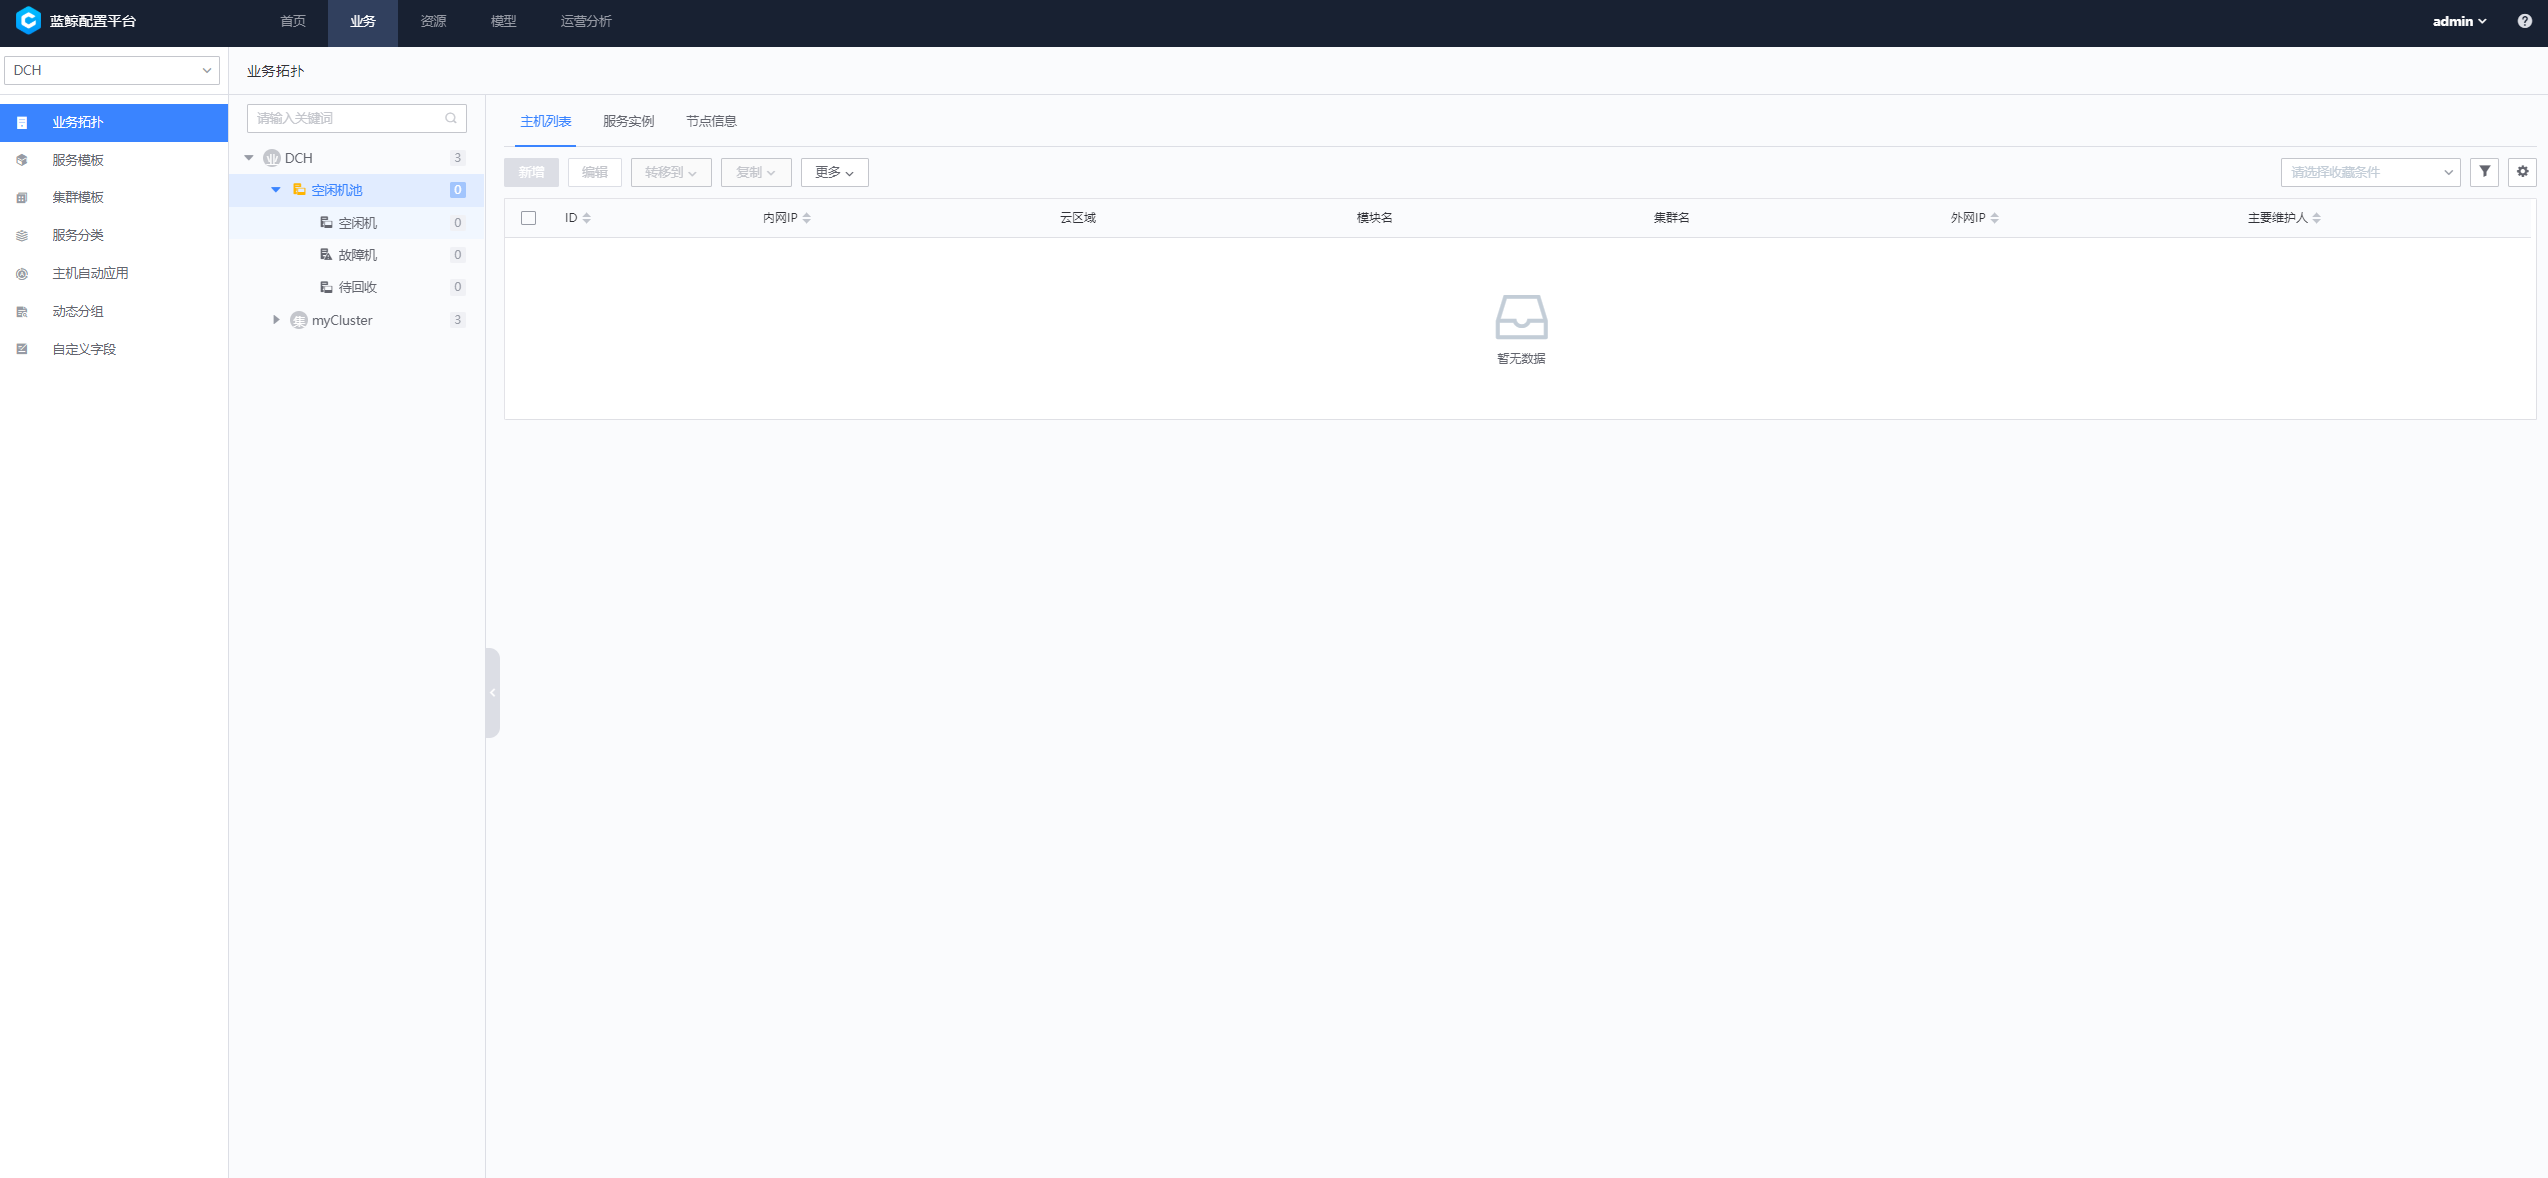 蓝鲸配置平台
首页 业务 资源 模型 运营分析
admin
DCH
业务拓扑
业务拓扑
服务模板
集群模板
服务分类
主机自动应用
动态分组
自定义字段
请输入关键词
DCH 3
空闲机池 0
空闲机 0
故障机 0
待回收 0
集 myCluster 3
主机列表 服务实例 节点信息
新增 编辑 转移到 复制 更多 请选择收藏条件
ID 内网IP 云区域 模块名 集群名 外网IP 主要维护人
暂无数据